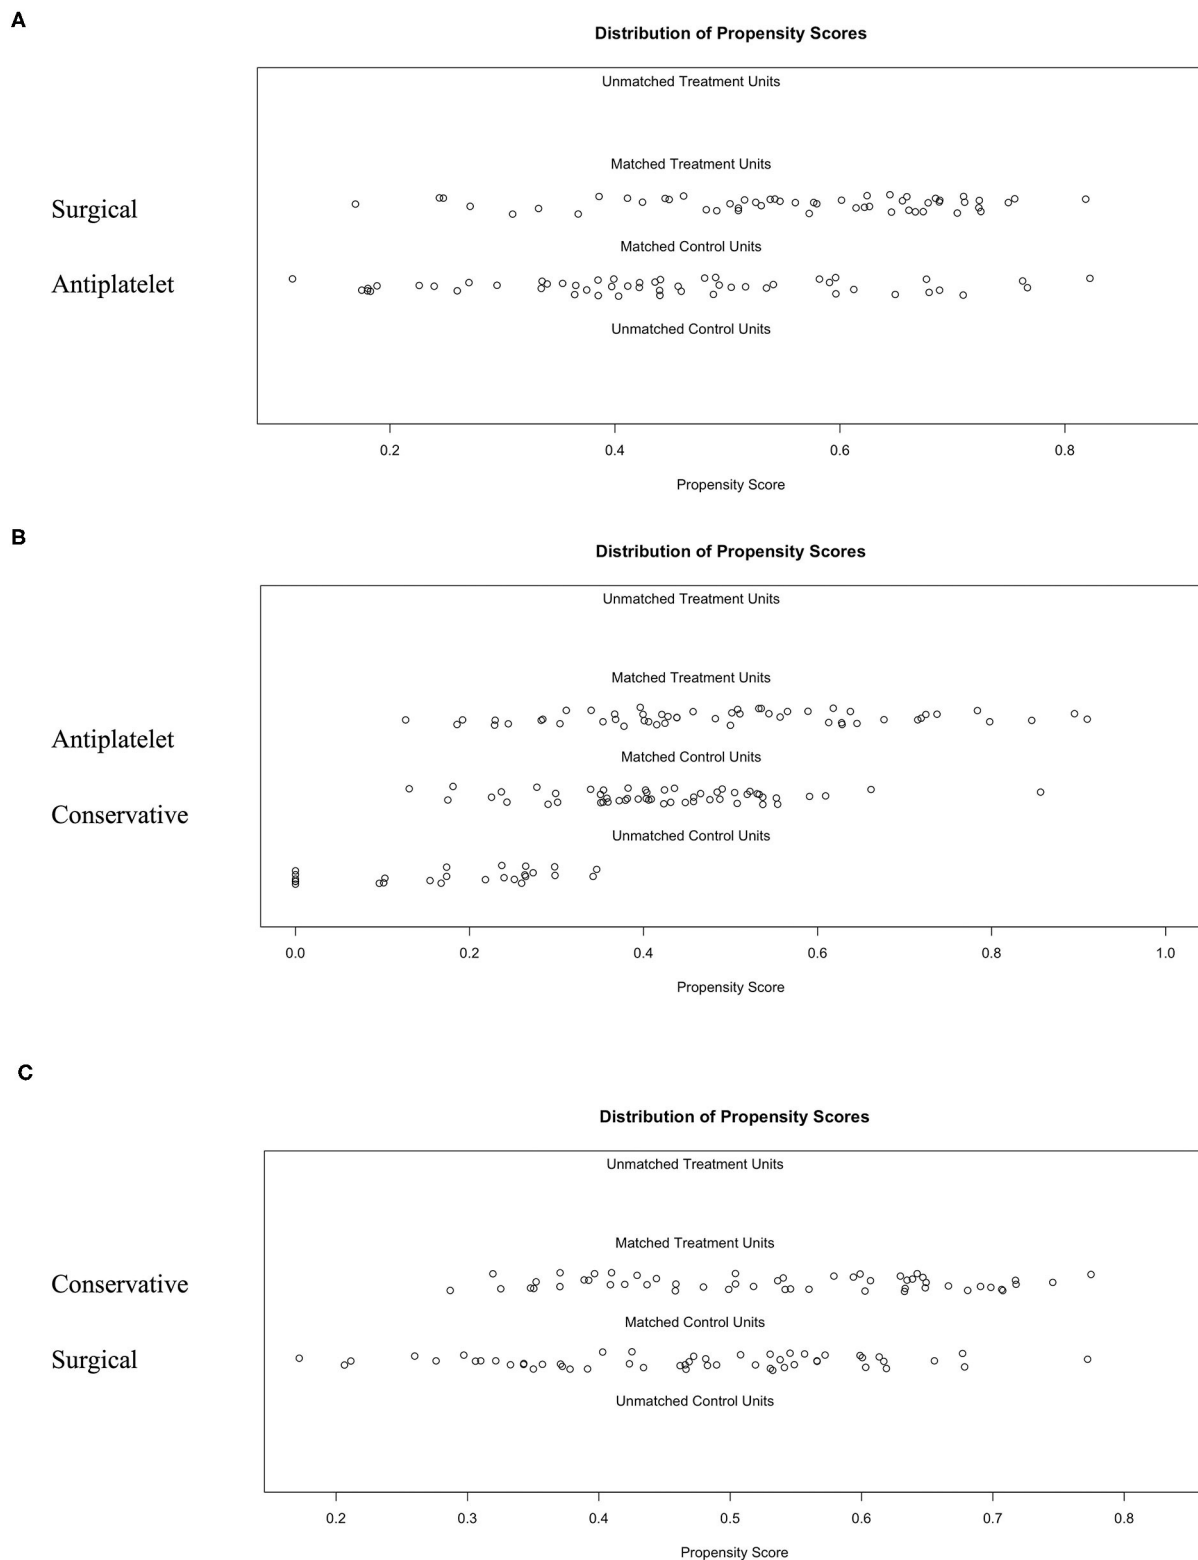 A
Distribution of Propensity Scores
Unmatched Treatment Units
Matched Treatment Units
Surgical
Matched Control Units
Antiplatelet
Unmatched Control Units
0.2 0.4 0.6 0.8
Propensity Score
B
Distribution of Propensity Scores
Unmatched Treatment Units
Matched Treatment Units
Antiplatelet
Matched Control Units
Conservative
Unmatched Control Units
0.0 0.2 0.4 0.6 0.8 1.0
Propensity Score
C
Distribution of Propensity Scores
Unmatched Treatment Units
Matched Treatment Units
Conservative
Matched Control Units
Surgical
Unmatched Control Units
0.2 0.3 0.4 0.5 0.6 0.7 0.8
Propensity Score